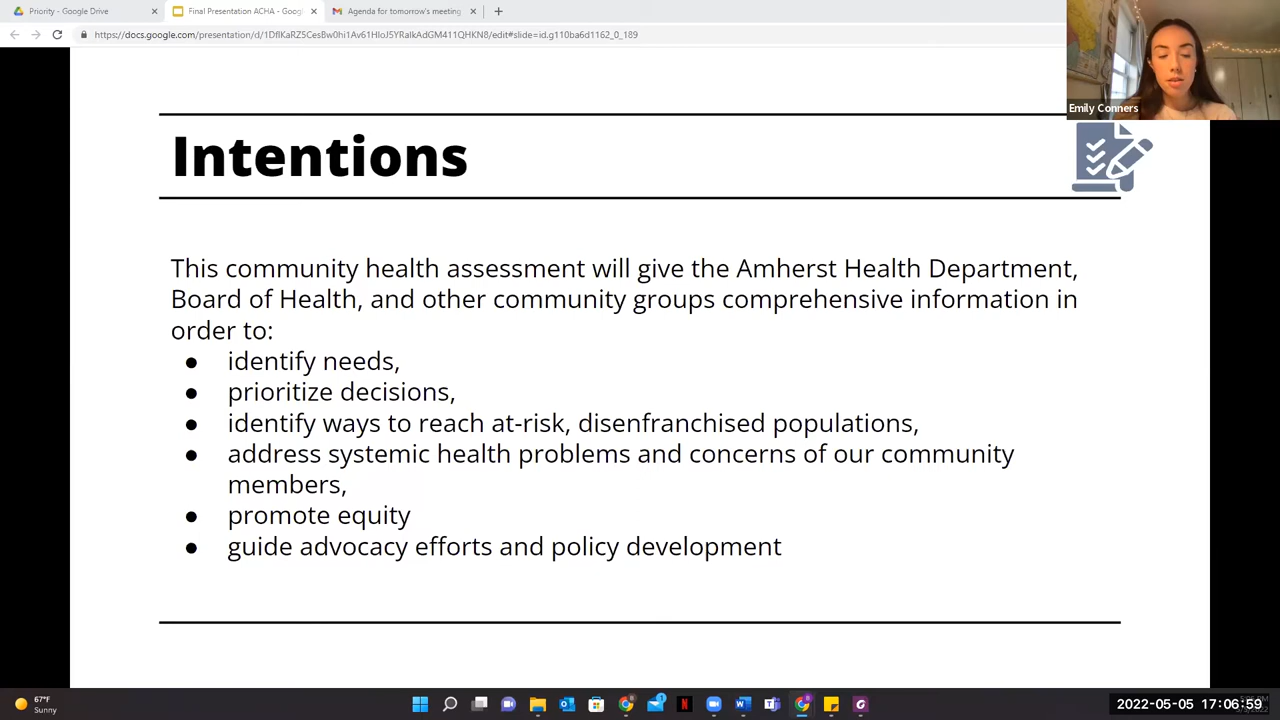 Priority - Google Drive
Final Presentation ACHA - Goog
Agenda for tomorrow's meeting
https://docs.google.com/presentation/d/1DflKaRZ5CesBw0hi1Av61HIoJ5YRalkAdGM411QHKN8/edit#slide=id.g110ba6d1162_0_189
Emily Conners
Intentions
This community health assessment will give the Amherst Health Department,
Board of Health, and other community groups comprehensive information in
order to:
● identify needs,
● prioritize decisions,
● identify ways to reach at-risk, disenfranchised populations,
● address systemic health problems and concerns of our community
members,
● promote equity
● guide advocacy efforts and policy development
67°F
Sunny
2022-05-05 17:06:59